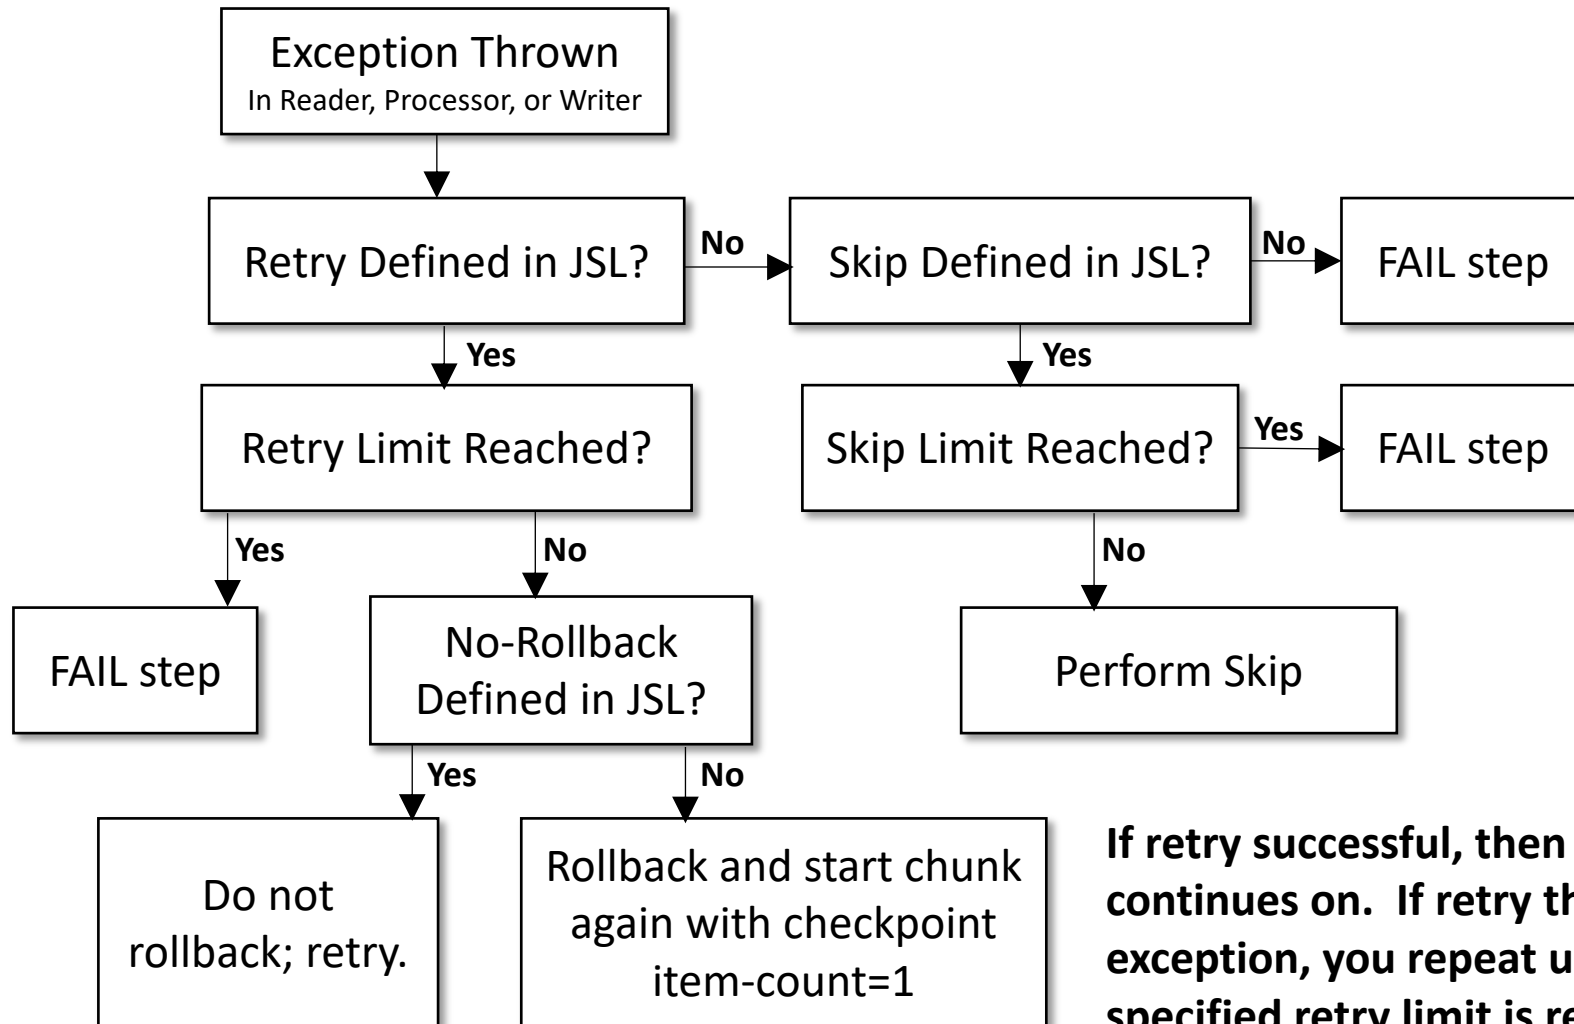 Exception Thrown
In Reader, Processor, or Writer
Retry Defined in JSL?
No
Skip Defined in JSL?
No
FAIL step
Yes
Yes
Retry Limit Reached?
Skip Limit Reached?
Yes
FAIL step
Yes
No
No
FAIL step
No-Rollback
Defined in JSL?
Perform Skip
Yes
No
Do not
rollback; retry.
Rollback and start chunk
again with checkpoint
item-count=1
If retry successful, then
continues on.  If retry
exception, you repeat
specified retry limit is